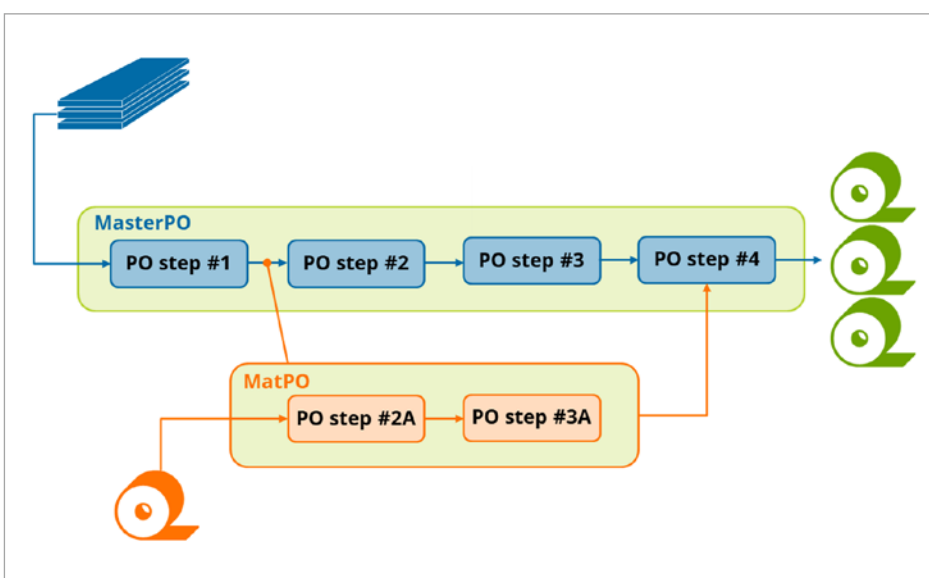 MasterPO
PO step #1
PO step #2
PO step #3
PO step #4
MatPO
PO step #2A
PO step #3A